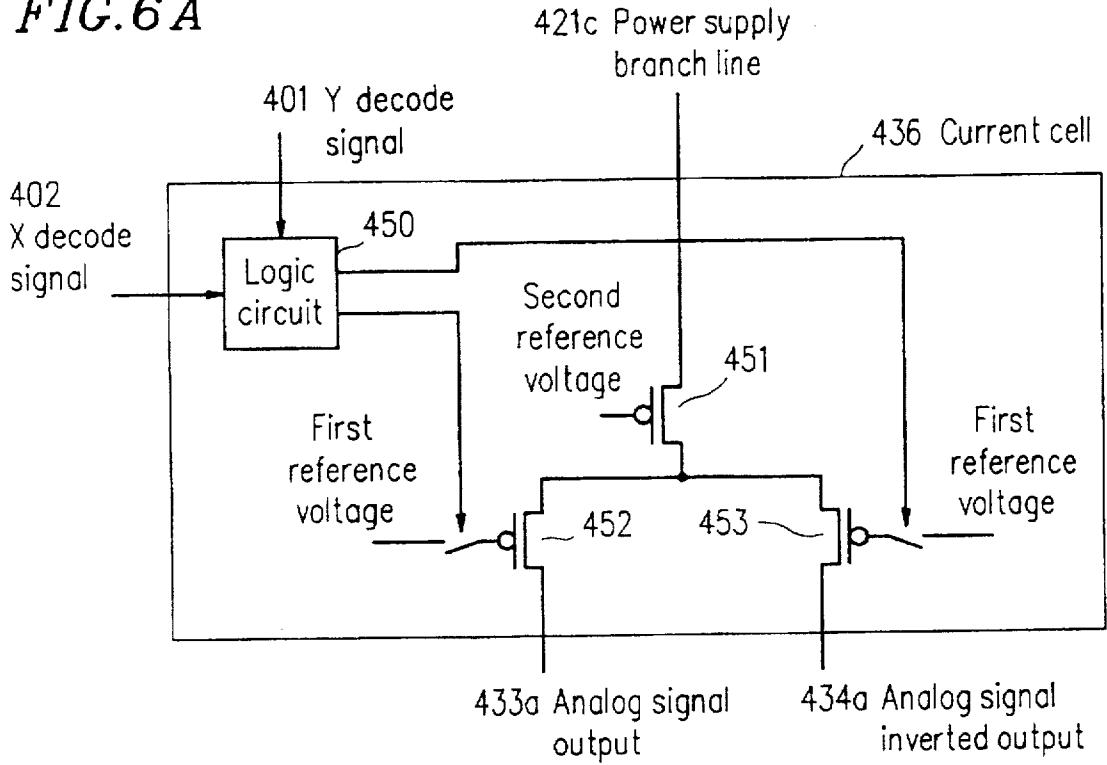 FIG.6A
421c Power supply
branch line
401 Y decode
signal
436 Current cell
402
X decode
signal
450
Logic
circuit
Second
reference
voltage
451
First
reference
voltage
First
reference
voltage
452
453
433a Analog signal
output
434a Analog signal
inverted output